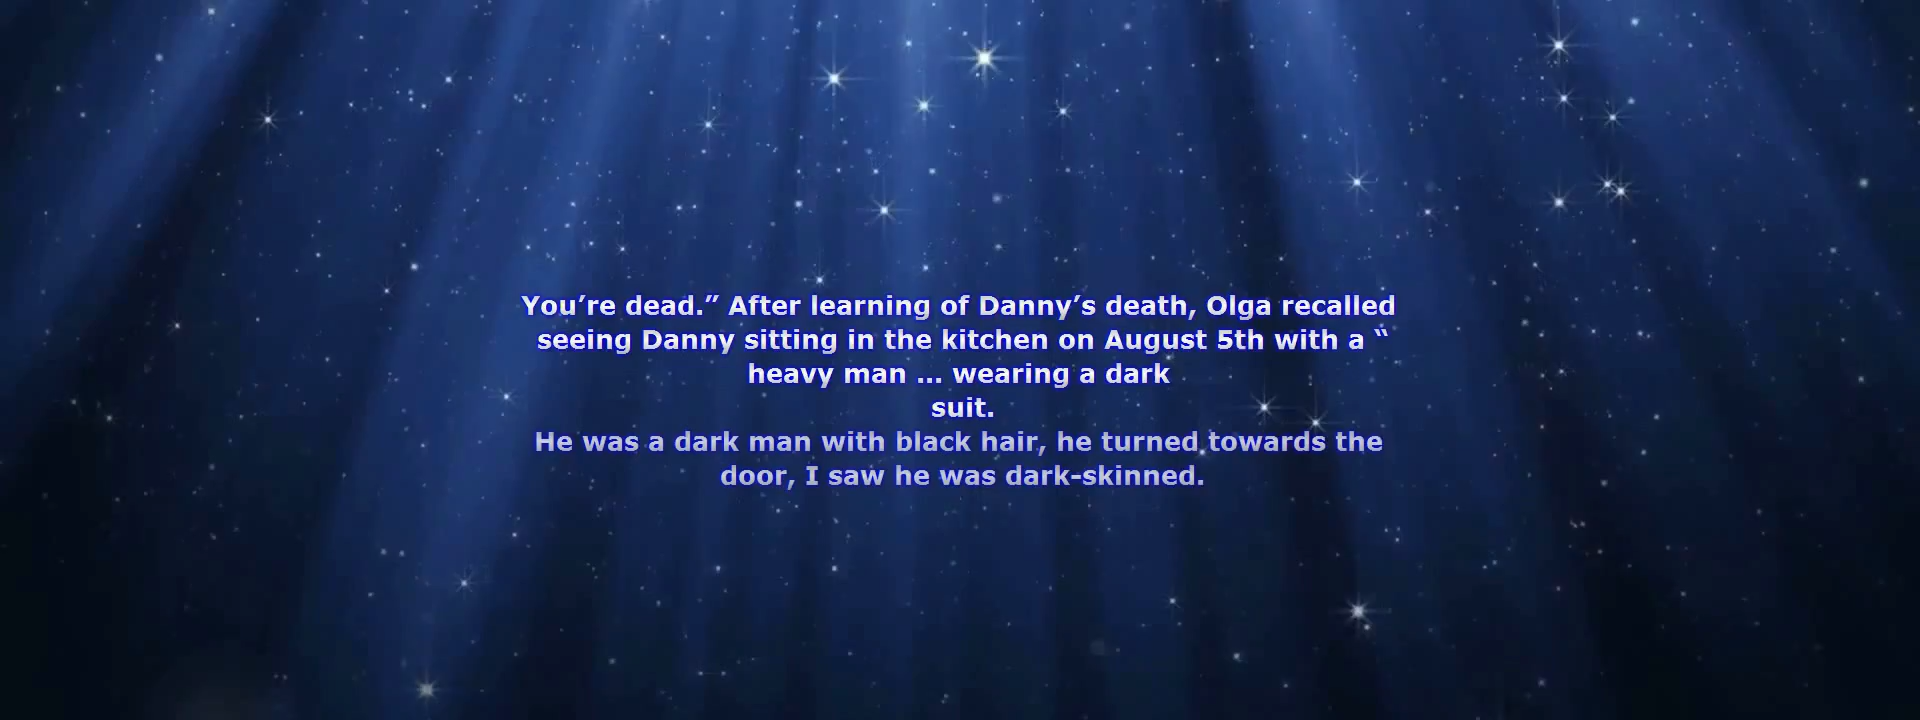 You’re dead.” After learning of Danny’s death, Olga recalled
seeing Danny sitting in the kitchen on August 5th with a “
heavy man ... wearing a dark
suit.
He was a dark man with black hair, he turned towards the
door, I saw he was dark-skinned.